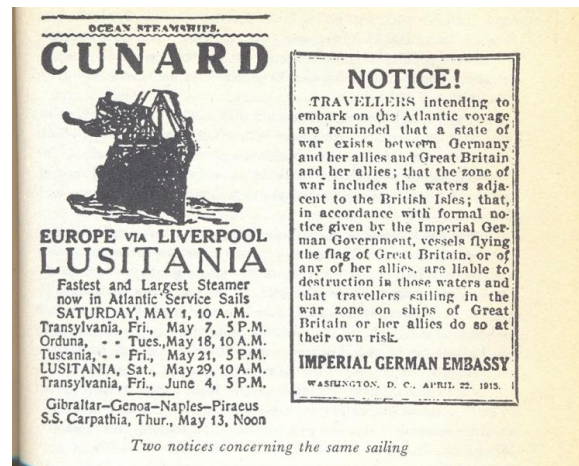 OCEAN STEAMSHIPS.
CUNARD
EUROPE VIA LIVERPOOL
LUSITANIA
Fastest and Largest Steamer
now in Atlantic Service Sails
SATURDAY, MAY 1, 10 A. M.
Transylvania, Fri., May 7, 5 P.M.
Orduna, - - Tues., May 18, 10 A.M.
Tuscania, - - Fri., May 21, 5 P.M.
LUSITANIA, Sat., May 29, 10 A.M.
Transylvania, Fri., June 4, 5 P.M.
Gibraltar–Genoa–Naples–Piraeus
S.S. Carpathia, Thur., May 13, Noon
NOTICE!
TRAVELLERS intending to
embark on the Atlantic voyage
are reminded that a state of
war exists between Germany
and her allies and Great Britain
and her allies; that the zone of
war includes the waters adja-
cent to the British Isles; that,
in accordance with formal no-
tice given by the Imperial Ger-
man Government, vessels flying
the flag of Great Britain, or of
any of her allies, are liable to
destruction in those waters and
that travellers sailing in the
war zone on ships of Great
Britain or her allies do so at
their own risk.
IMPERIAL GERMAN EMBASSY
WASHINGTON, D. C., APRIL 22, 1915.
Two notices concerning the same sailing